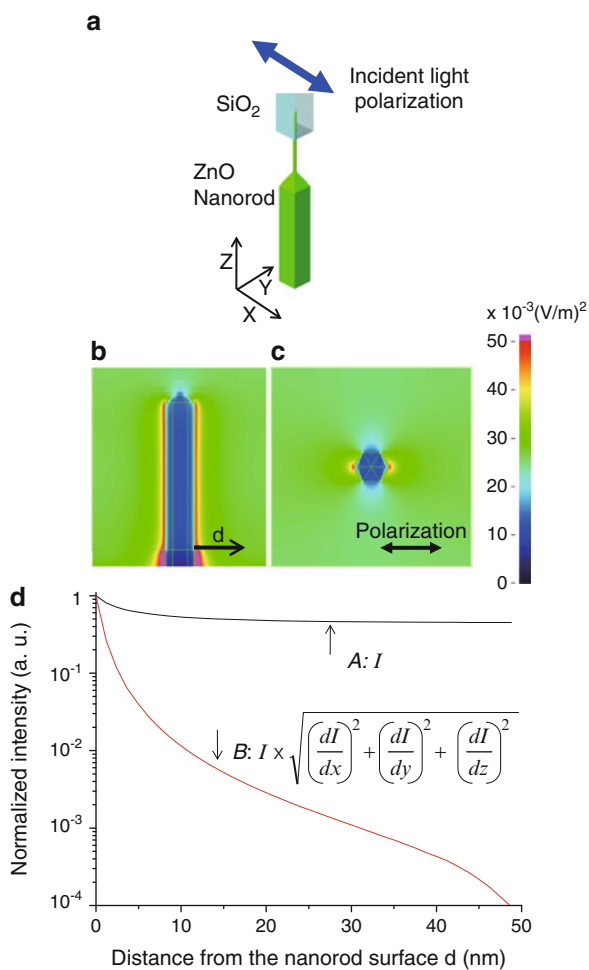 a
Incident light
polarization
SiO₂
ZnO
Nanorod
Z
Y
X
x 10⁻³(V/m)²
b
c
50
40
30
20
10
0
d
Polarization
d
1
10⁻¹
10⁻²
10⁻³
10⁻⁴
Normalized intensity (a. u.)
A: I
B: I × √((dI/dx)² + (dI/dy)² + (dI/dz)²)
0 10 20 30 40 50
Distance from the nanorod surface d (nm)